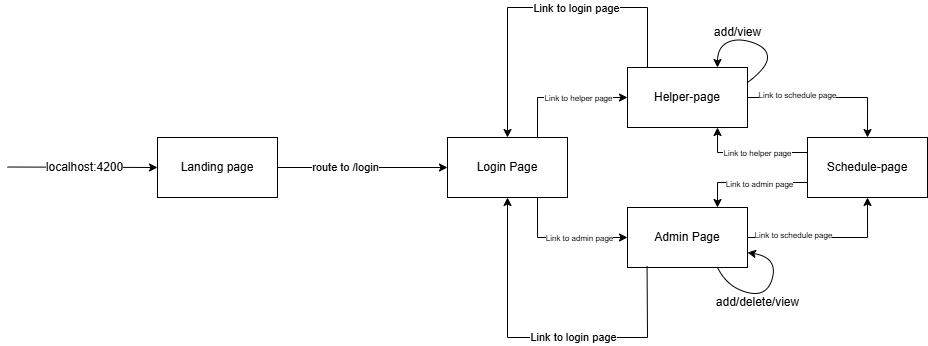 Link to login page
add/view
Link to helper page
Helper-page
Link to schedule page
localhost:4200
Landing page
route to /login
Login Page
Link to helper page
Schedule-page
Link to admin page
Link to admin page
Admin Page
Link to schedule page
add/delete/view
Link to login page